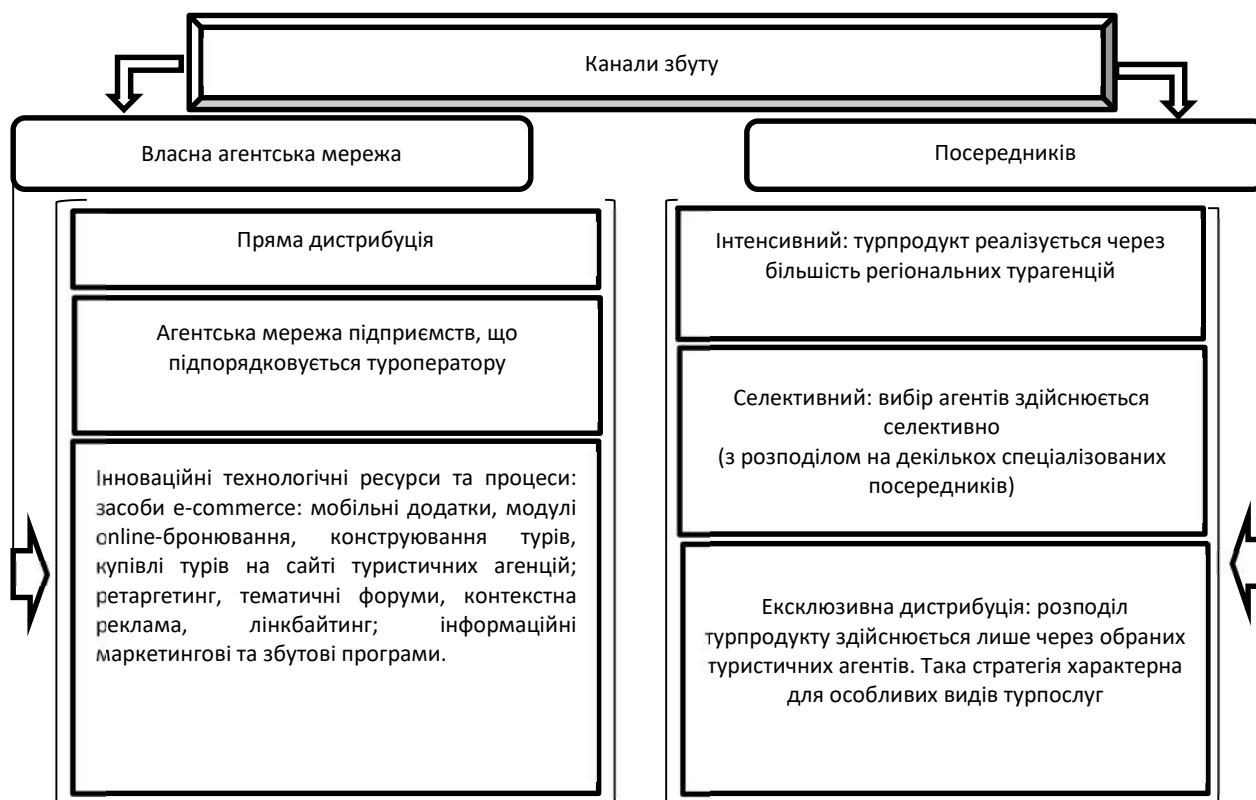 Канали збуту
Власна агентська мережа
Пряма дистрибуція
Агентська мережа підприємств, що
підпорядковується туроператору
Інноваційні технологічні ресурси та процеси:
засоби e-commerce: мобільні додатки, модулі
online-бронювання, конструювання турів,
купівлі турів на сайті туристичних агенцій;
ретаргетинг, тематичні форуми, контекстна
реклама, лінкбайтинг; інформаційні
маркетингові та збутові програми.
Посередників
Інтенсивний: турпродукт реалізується через
більшість регіональних турагенцій
Селективний: вибір агентів здійснюється
селективно
(з розподілом на декількох спеціалізованих
посередників)
Ексклюзивна дистрибуція: розподіл
турпродукту здійснюється лише через обраних
туристичних агентів. Така стратегія характерна
для особливих видів турпослуг